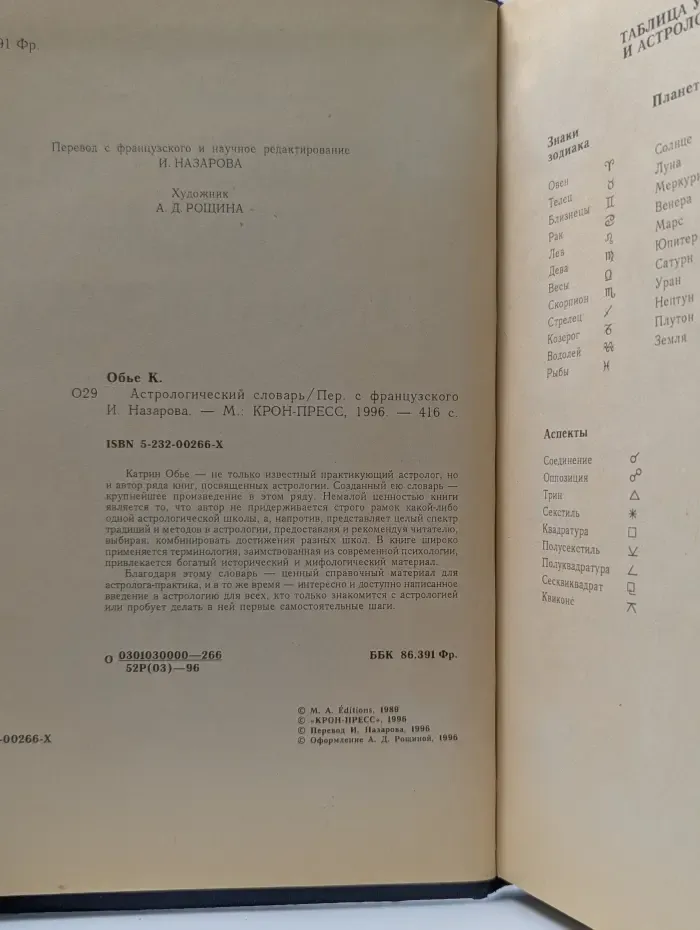 91 Фр.
Перевод с французского и научное редактирование
И. НАЗАРОВА
Художник
А. Д. РОЩИНА
Обье К.
О29 Астрологический словарь/Пер. с французского
И. Назарова. — М.: КРОН-ПРЕСС, 1996. — 416 с.
ISBN 5-232-00266-X
Катрин Обье — не только известный практикующий астролог, но
и автор ряда книг, посвященных астрологии. Созданный ею словарь —
крупнейшее произведение в этом ряду. Немалой ценностью книги
является то, что автор не придерживается строго рамок какой-либо
одной астрологической школы, а, напротив, представляет целый спектр
традиций и методов в астрологии, предоставляя и рекомендуя читателю,
выбирая, комбинировать достижения разных школ. В книге широко
применяется терминология, заимствованная из современной психологии,
привлекается богатый исторический и мифологический материал.
Благодаря этому словарь — ценный справочный материал для
астролога-практика, и в то же время — интересно и доступно написанное
введение в астрологию для всех, кто только знакомится с астрологией
или пробует делать в ней первые самостоятельные шаги.
О 0301030000—266
52Р(03)—96
ББК 86.391 Фр.
© M. A. Éditions, 1989
© «КРОН-ПРЕСС», 1996
© Перевод И. Назарова, 1996
© Оформление А. Д. Рощиной, 1996
-00266-X
ТАБЛИЦА У
И АСТРОЛО
Знаки
зодиака
Овен ♈
Телец ♉
Близнецы ♊
Рак ♋
Лев ♌
Дева ♍
Весы ♎
Скорпион ♏
Стрелец ♐
Козерог ♑
Водолей ♒
Рыбы ♓
Планет
Солнце
Луна
Меркури
Венера
Марс
Юпитер
Сатурн
Уран
Нептун
Плутон
Земля
Аспекты
Соединение ☌
Оппозиция ☍
Трин △
Секстиль ✶
Квадратура □
Полусекстиль ⚺
Полуквадратура ∠
Сесквиквадрат ⚼
Квиконс ⚻